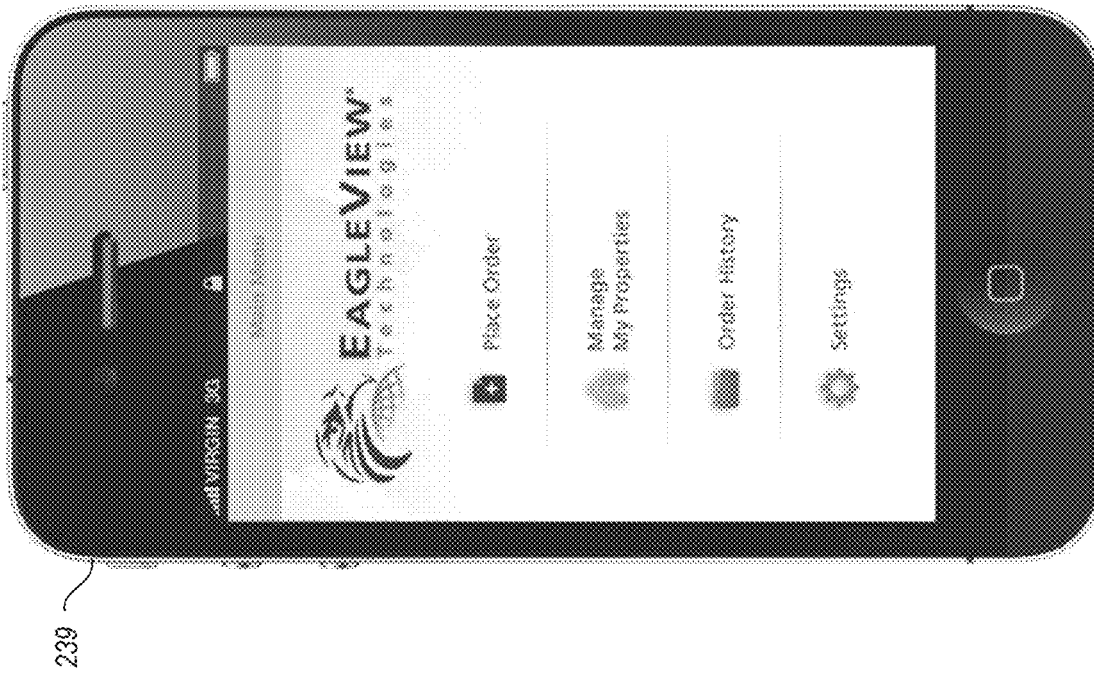 239
VIRGIN 3G
EAGLEVIEW
Technologies
Place Order
Manage
My Properties
Order History
Settings